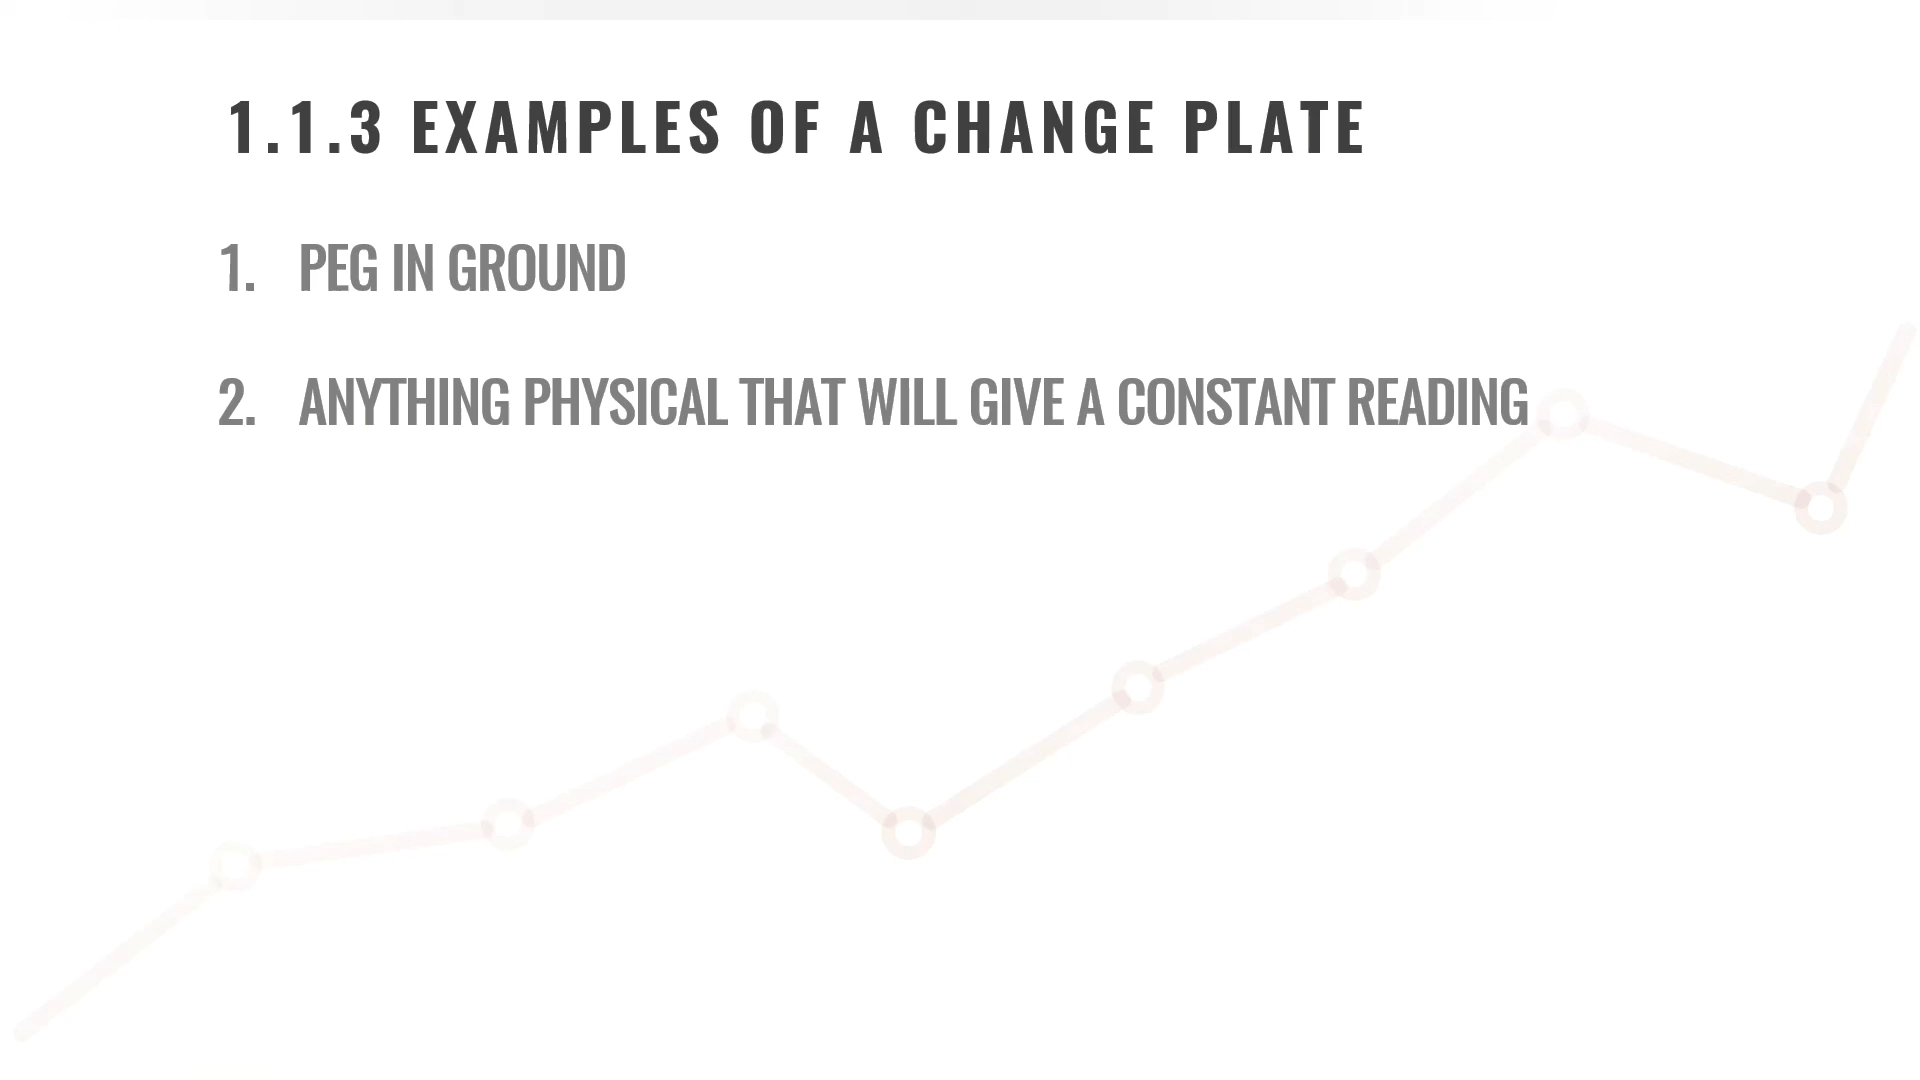 1.1.3 EXAMPLES OF A CHANGE PLATE
1. PEG IN GROUND
2. ANYTHING PHYSICAL THAT WILL GIVE A CONSTANT READING